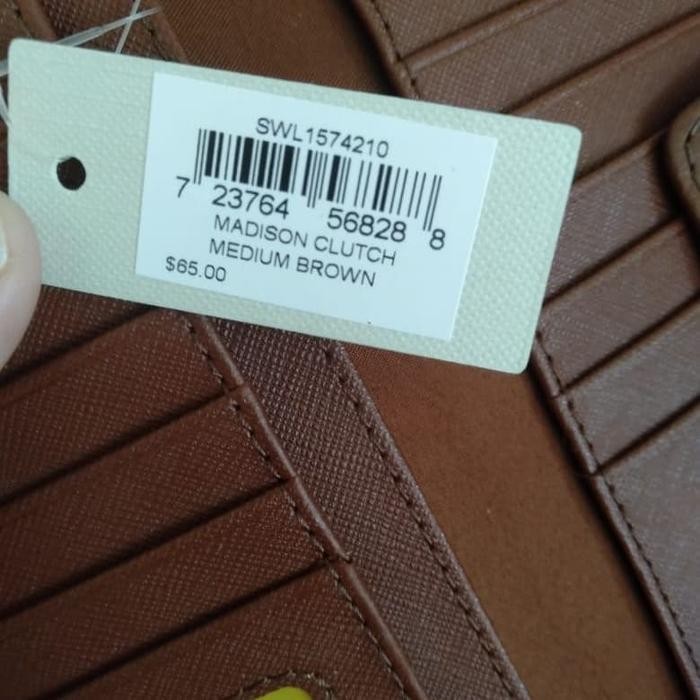 SWL1574210
7 23764 56828 8
MADISON CLUTCH
MEDIUM BROWN
$65.00